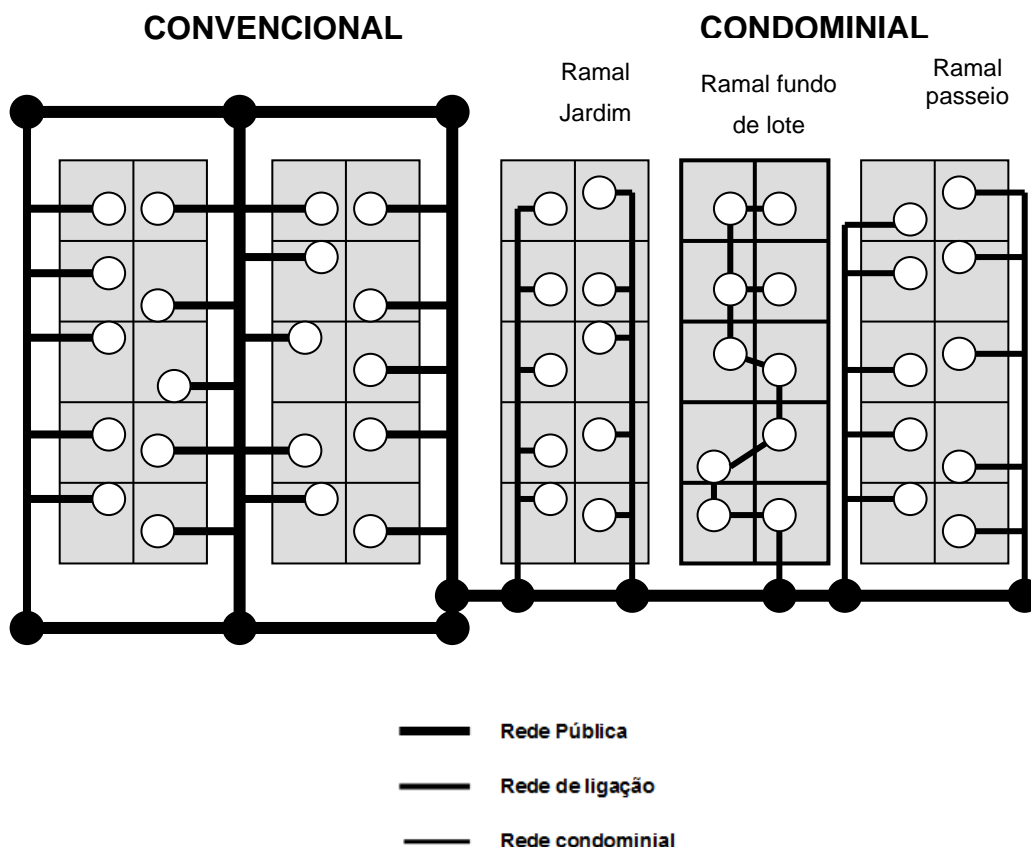 CONVENCIONAL
CONDOMINIAL
Ramal
Jardim
Ramal fundo
de lote
Ramal
passeio
Rede Pública
Rede de ligação
Rede condominial